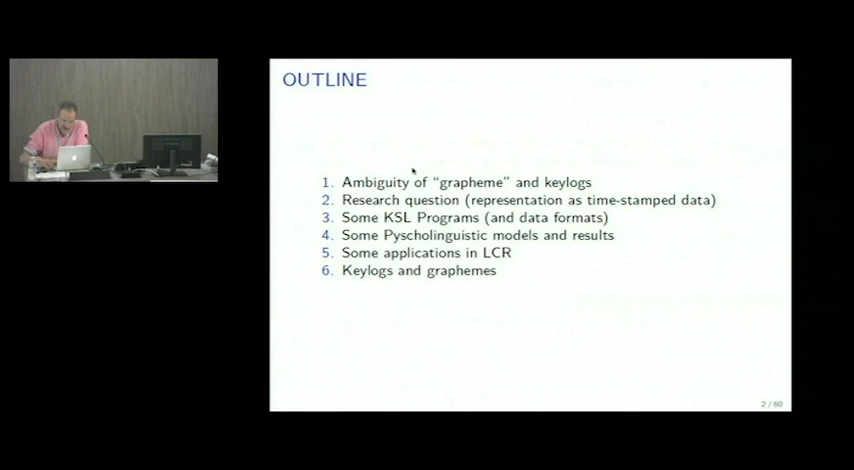 OUTLINE
1. Ambiguity of “grapheme” and keylogs
2. Research question (representation as time-stamped data)
3. Some KSL Programs (and data formats)
4. Some Pyscholinguistic models and results
5. Some applications in LCR
6. Keylogs and graphemes
2 / 60